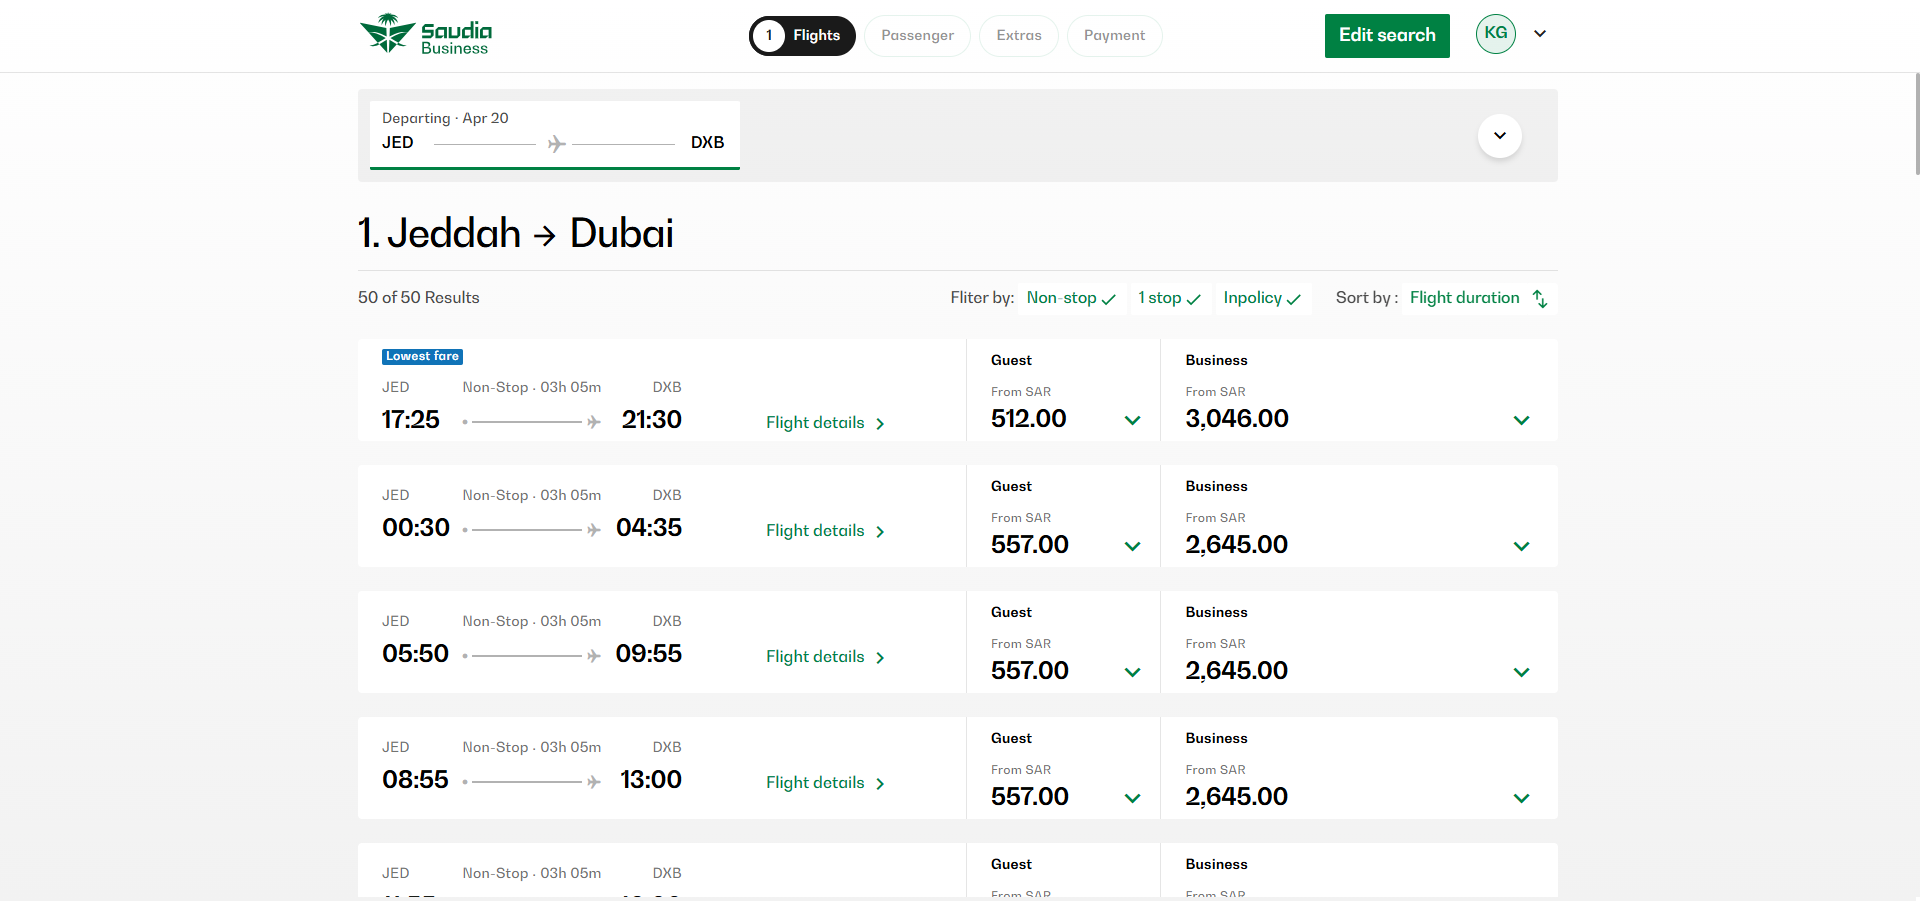 Saudia
Business
1 Flights Passenger Extras Payment
Edit search KG
Departing · Apr 20
JED DXB
1. Jeddah → Dubai
50 of 50 Results Fliter by: Non-stop 1 stop Inpolicy Sort by : Flight duration
Lowest fare
JED Non-Stop · 03h 05m DXB
17:25 21:30
Flight details
Guest
From SAR
512.00
Business
From SAR
3,046.00
JED Non-Stop · 03h 05m DXB
00:30 04:35
Flight details
Guest
From SAR
557.00
Business
From SAR
2,645.00
JED Non-Stop · 03h 05m DXB
05:50 09:55
Flight details
Guest
From SAR
557.00
Business
From SAR
2,645.00
JED Non-Stop · 03h 05m DXB
08:55 13:00
Flight details
Guest
From SAR
557.00
Business
From SAR
2,645.00
JED Non-Stop · 03h 05m DXB
Guest
From SAR
Business
From SAR